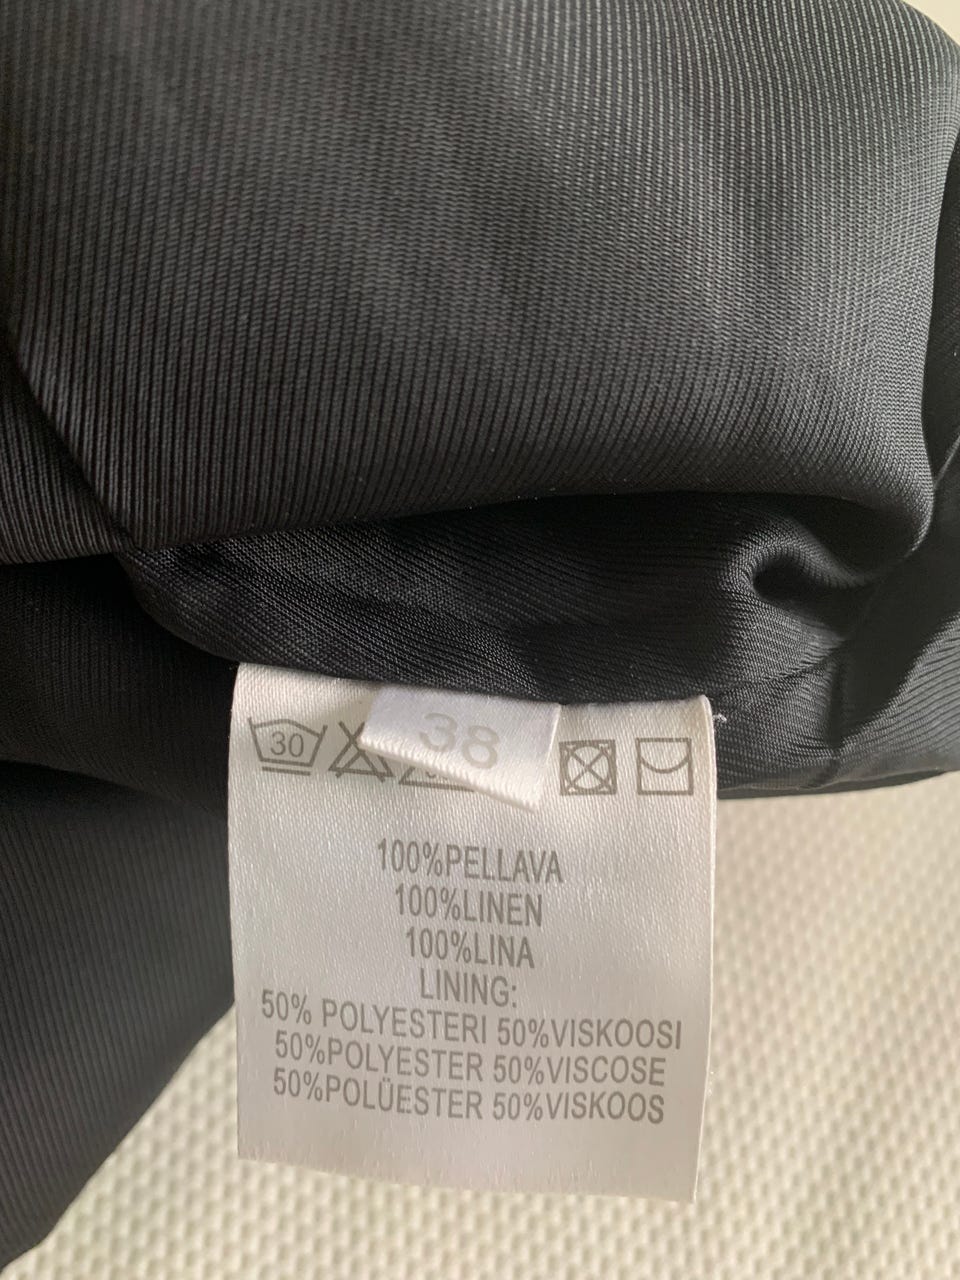 38
30
100%PELLAVA
100%LINEN
100%LINA
LINING:
50% POLYESTERI 50%VISKOOSI
50%POLYESTER 50%VISCOSE
50%POLÜESTER 50%VISKOOS